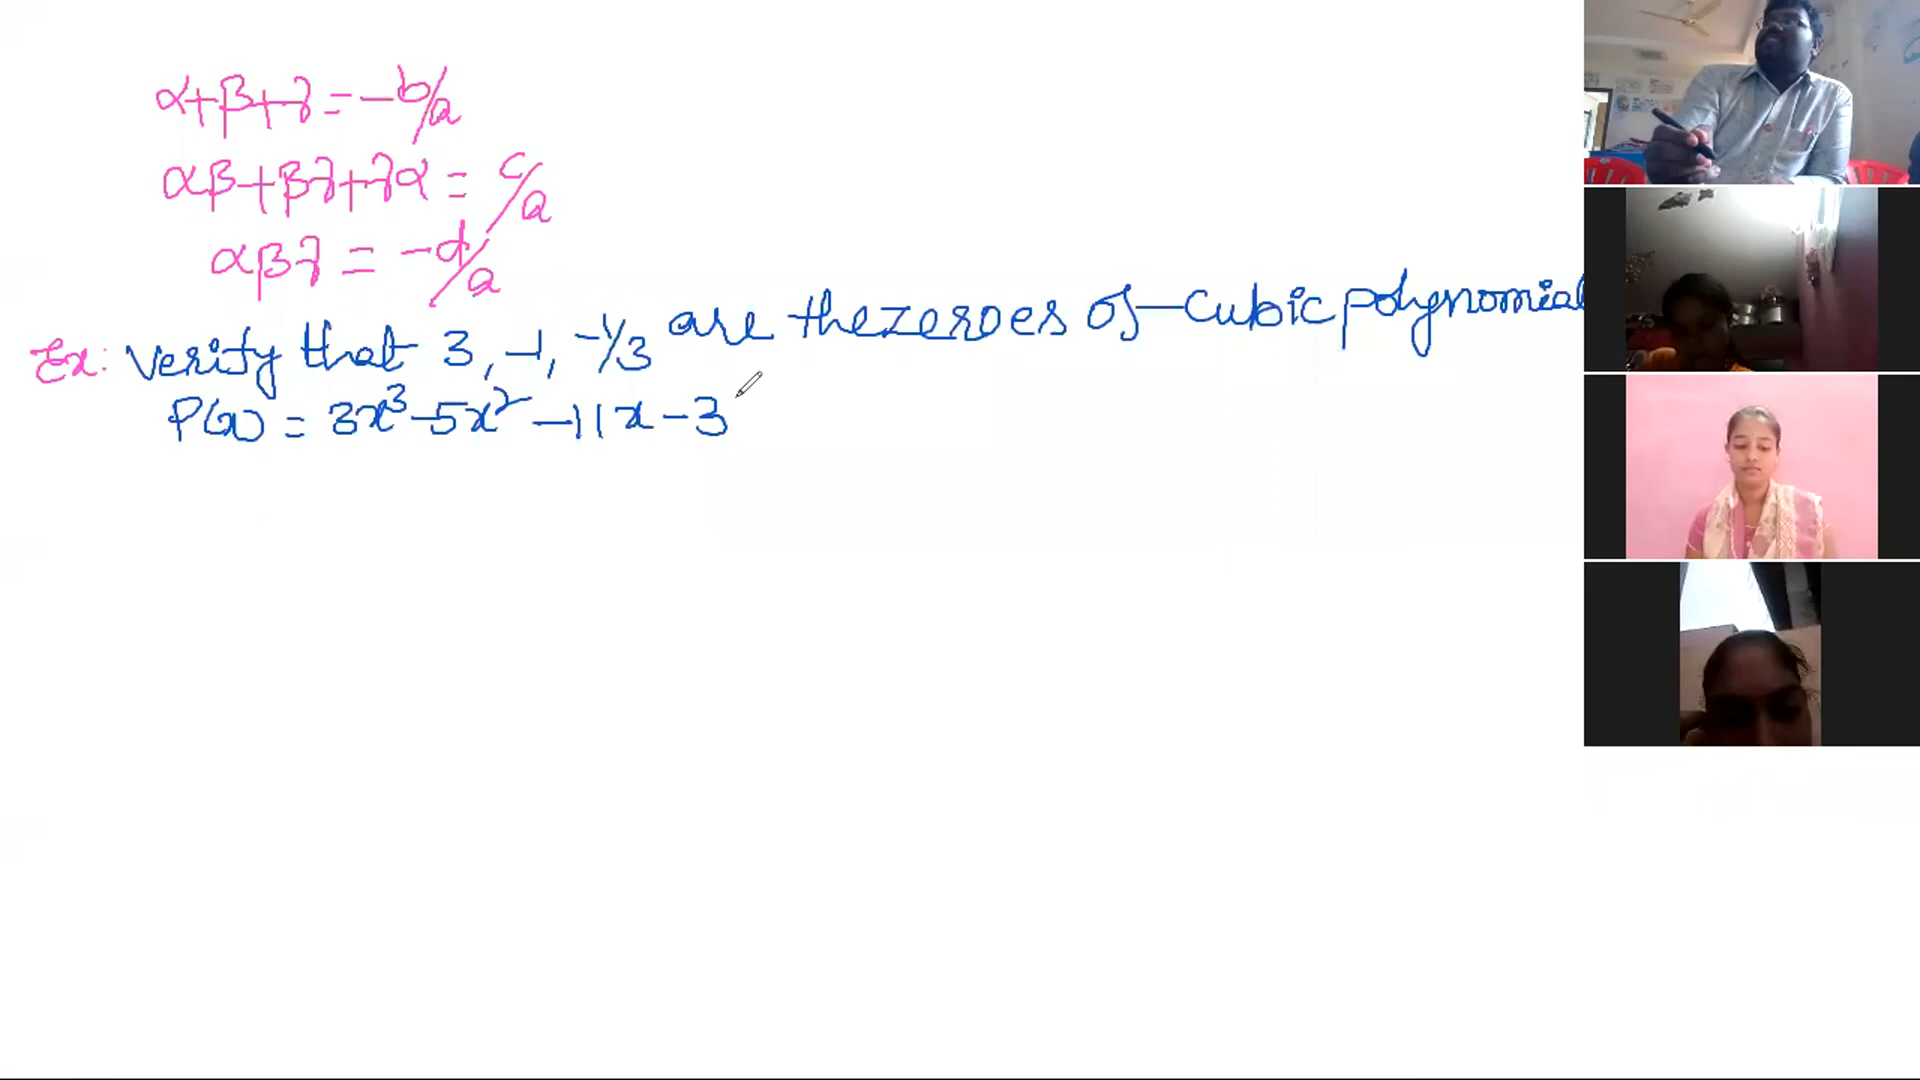 α+β+γ = -b/a
αβ+βγ+γα = c/a
αβγ = -d/a
Ex: Verify that 3, -1, -1/3 are the zeroes of cubic polynomial
P(x) = 3x³-5x²-11x-3